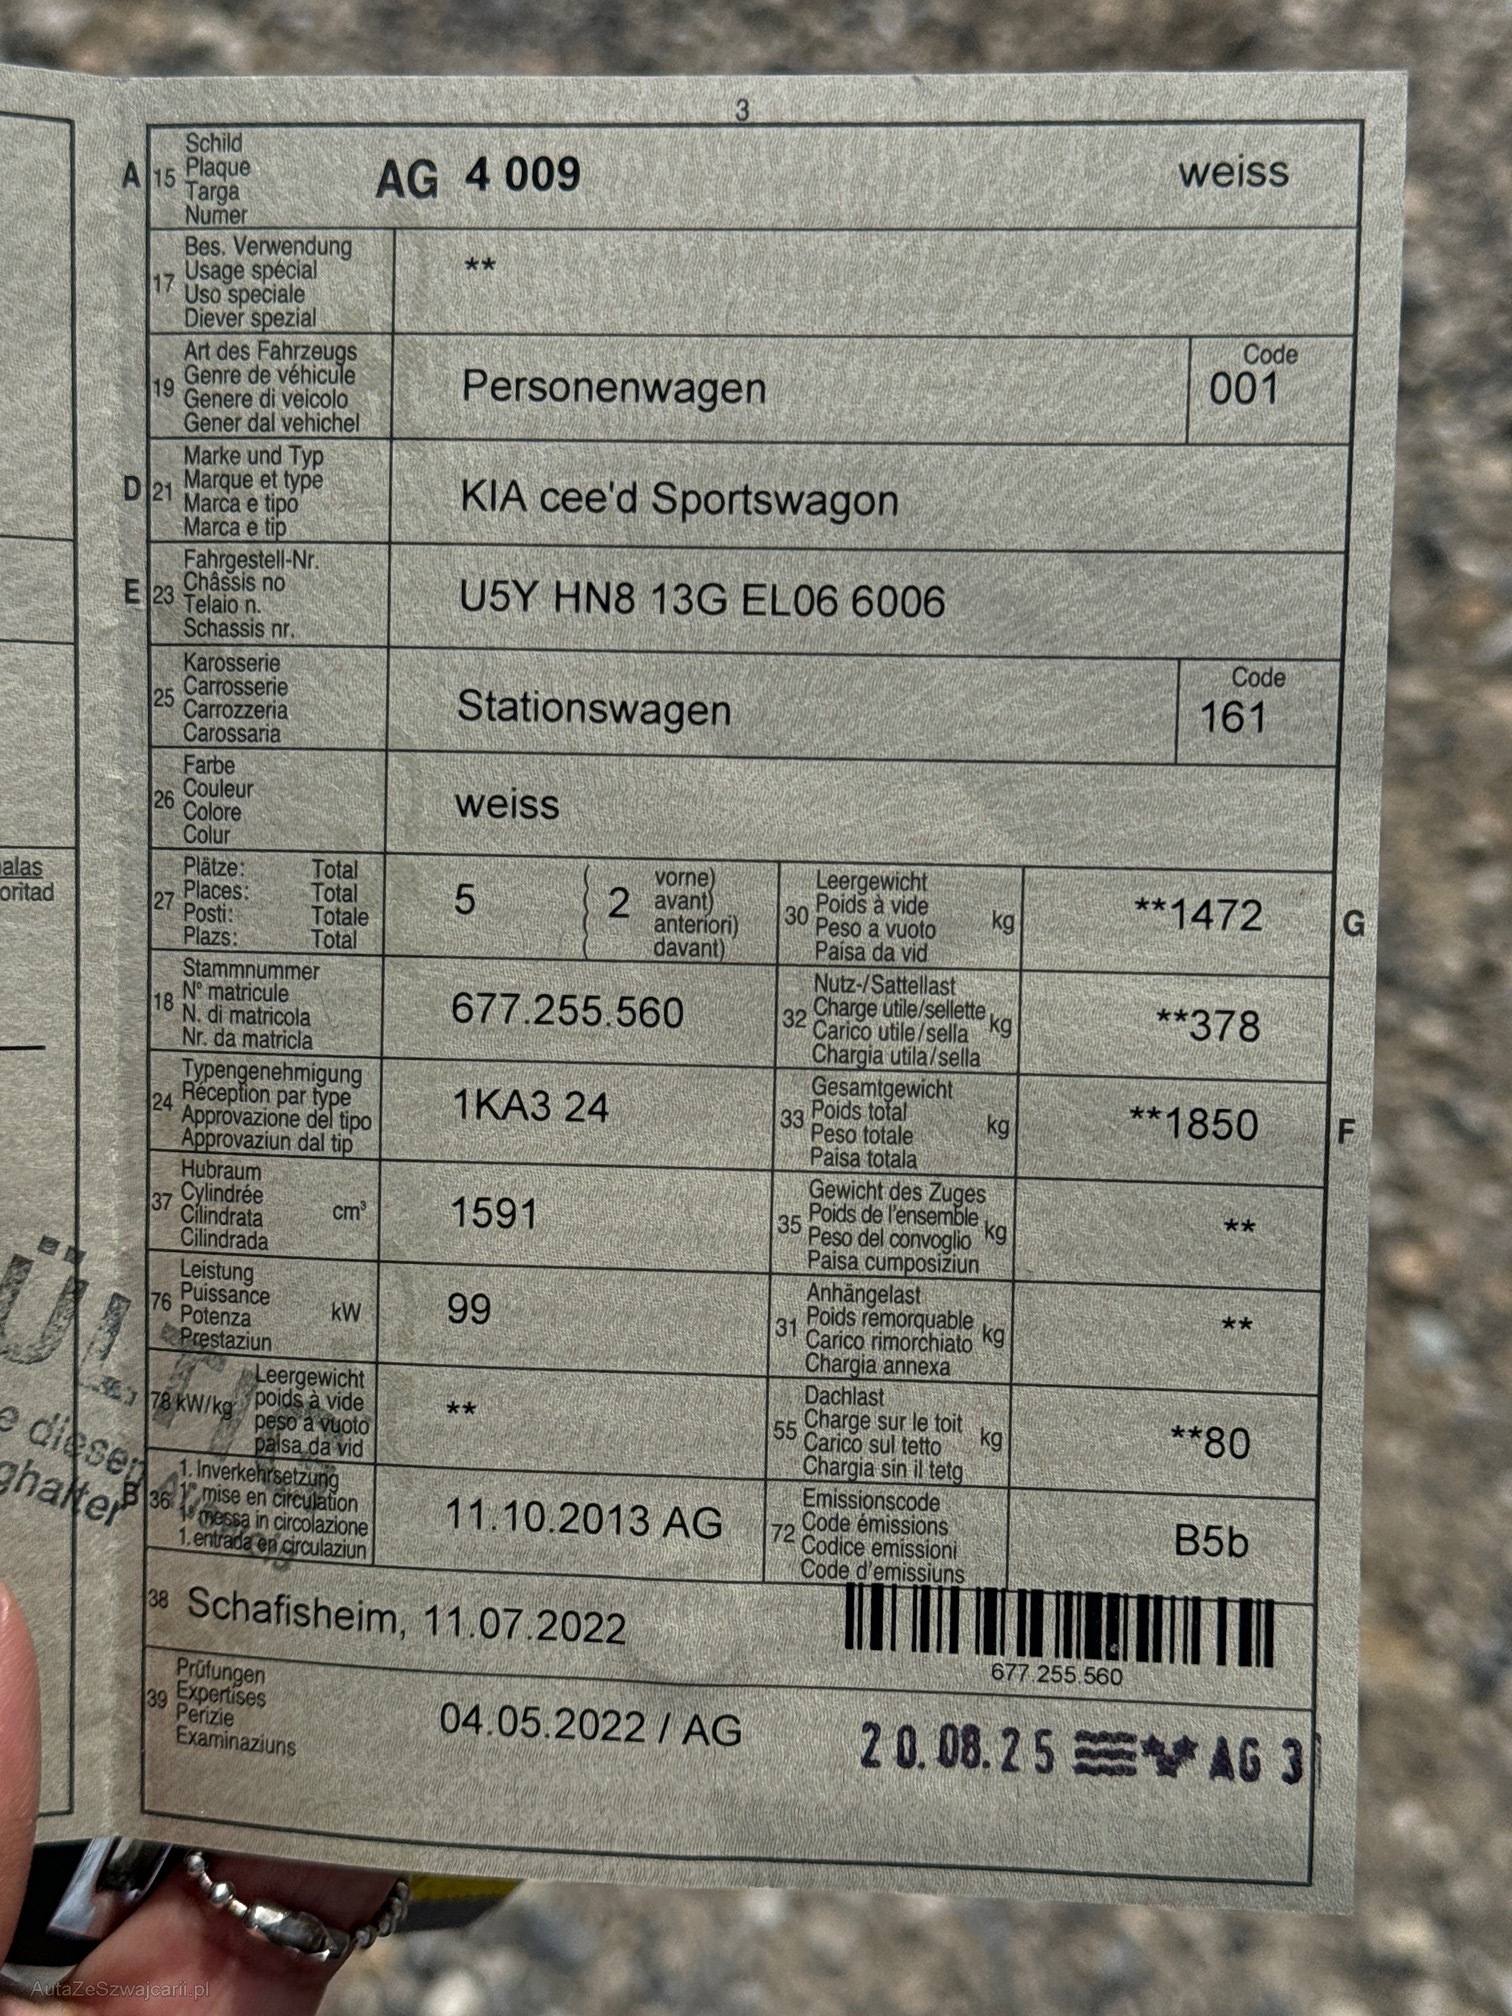 3
A 15 Schild
Plaque
Targa
Numer
AG 4 009 weiss
17 Bes. Verwendung
Usage spécial
Uso speciale
Diever spezial
**
19 Art des Fahrzeugs
Genre de véhicule
Genere di veicolo
Gener dal vehichel
Personenwagen
Code
001
D 21 Marke und Typ
Marque et type
Marca e tipo
Marca e tip
KIA cee'd Sportswagon
E 23 Fahrgestell-Nr.
Châssis no
Telaio n.
Schassis nr.
U5Y HN8 13G EL06 6006
25 Karosserie
Carrosserie
Carrozzeria
Carossaria
Stationswagen
Code
161
26 Farbe
Couleur
Colore
Colur
weiss
27 Plätze: Total
Places: Total
Posti: Totale
Plazs: Total
5 ( 2 vorne)
avant)
anteriori)
davant)
30 Leergewicht
Poids à vide
Peso a vuoto
Paisa da vid
kg
**1472
G
18 Stammnummer
N° matricule
N. di matricola
Nr. da matricla
677.255.560
32 Nutz-/Sattellast
Charge utile/sellette
Carico utile/sella
Chargia utila/sella
kg
**378
24 Typengenehmigung
Réception par type
Approvazione del tipo
Approvaziun dal tip
1KA3 24
33 Gesamtgewicht
Poids total
Peso totale
Paisa totala
kg
**1850
F
37 Hubraum
Cylindrée
Cilindrata
Cilindrada
cm³
1591
35 Gewicht des Zuges
Poids de l'ensemble
Peso del convoglio
Paisa cumposiziun
kg
**
76 Leistung
Puissance
Potenza
Prestaziun
kW
99
31 Anhängelast
Poids remorquable
Carico rimorchiato
Chargia annexa
kg
**
78 kW/kg Leergewicht
poids à vide
peso a vuoto
paisa da vid
**
55 Dachlast
Charge sur le toit
Carico sul tetto
Chargia sin il tetg
kg
**80
B 36 1. Inverkehrsetzung
1re mise en circulation
1a messa in circolazione
1. entrada en circulaziun
11.10.2013 AG
72 Emissionscode
Code émissions
Codice emissioni
Code d'emissiuns
B5b
38 Schafisheim, 11.07.2022
677.255.560
39 Prüfungen
Expertises
Perizie
Examinaziuns
04.05.2022 / AG
20.08.25 AG 3
AutaZeSzwajcarii.pl